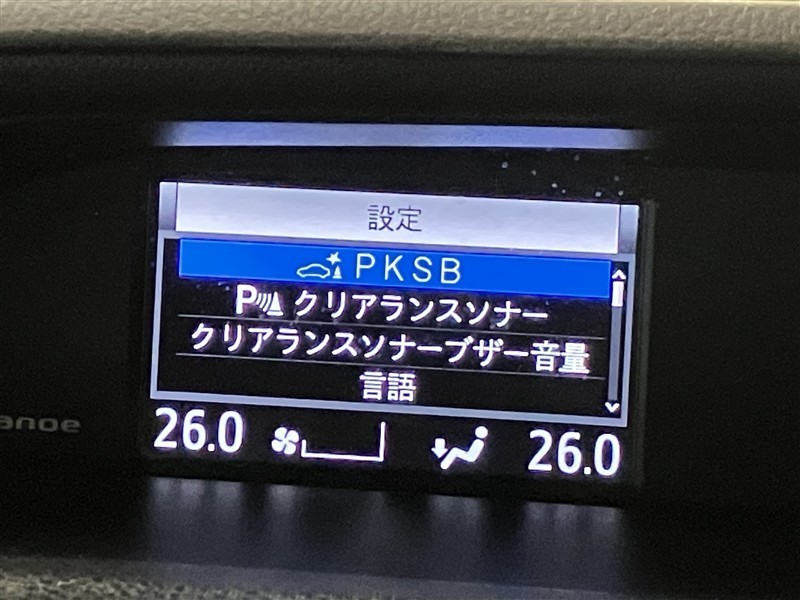 設定
PKSB
P クリアランスソナー
クリアランスソナーブザー音量
言語
anoe
26.0 26.0